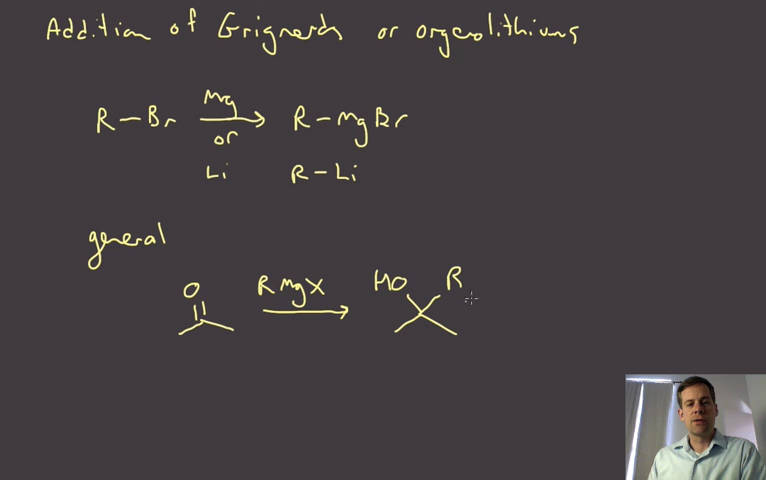 Addition of Grignards or organolithiums
R-Br Mg or Li R-MgBr
R-Li
general
O RMgX HO R